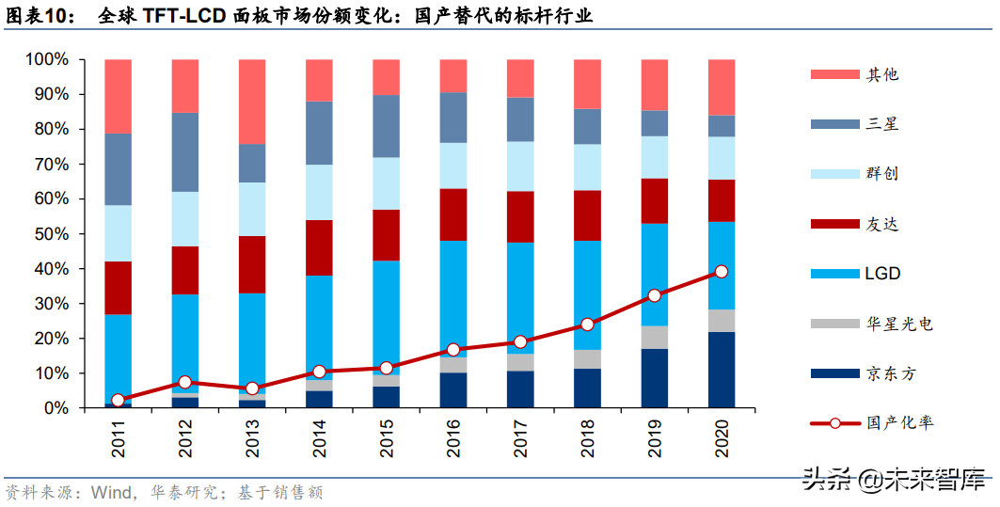 图表10： 全球 TFT-LCD 面板市场份额变化：国产替代的标杆行业
100%
90%
80%
70%
60%
50%
40%
30%
20%
10%
0%
2011
2012
2013
2014
2015
2016
2017
2018
2019
2020
其他
三星
群创
友达
LGD
华星光电
京东方
国产化率
资料来源：Wind，华泰研究；基于销售额
头条 @未来智库